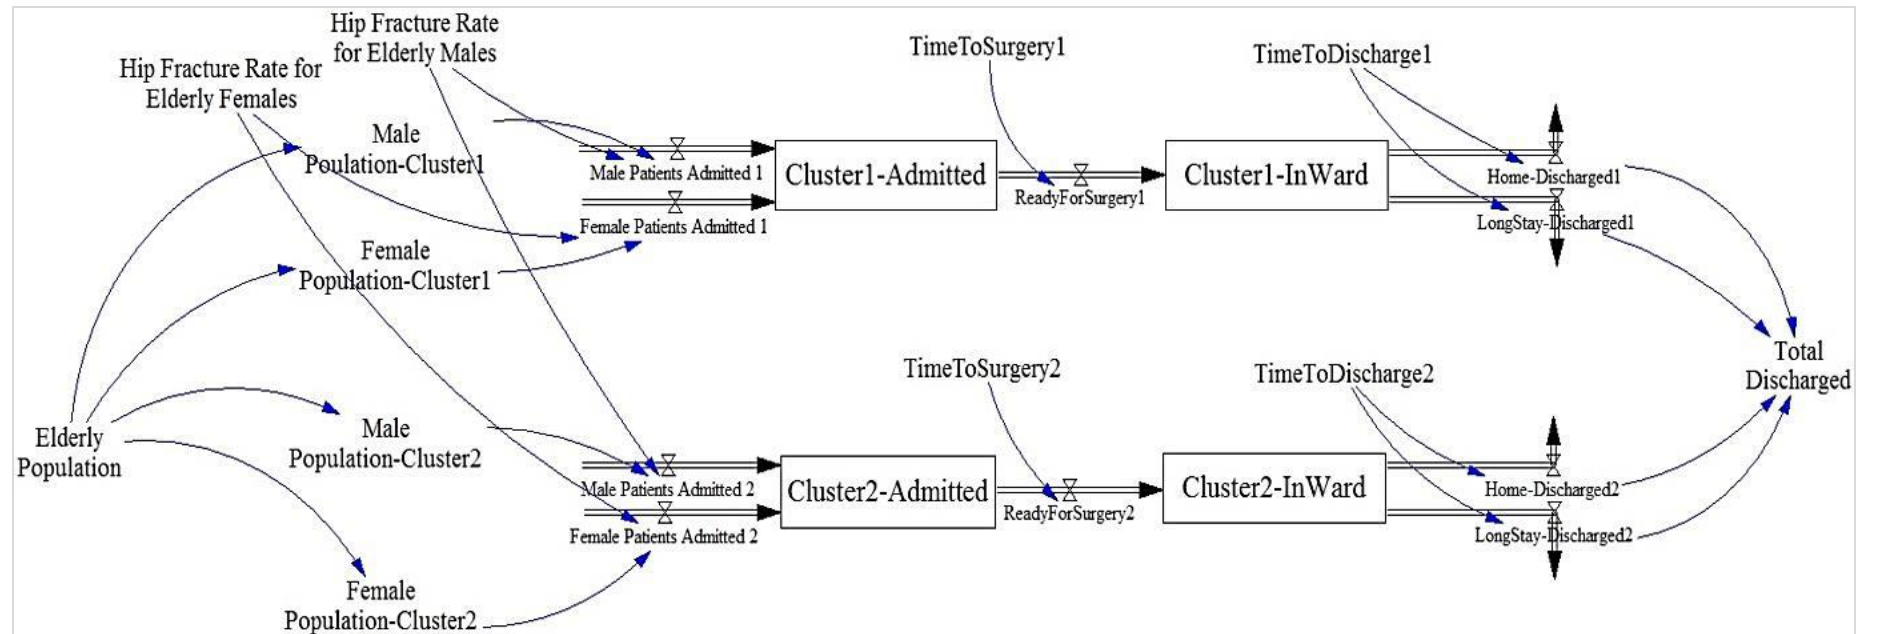 Hip Fracture Rate
for Elderly Males
Hip Fracture Rate for
Elderly Females
TimeToSurgery1
TimeToDischarge1
Male
Poulation-Cluster1
Male Patients Admitted 1
Cluster1-Admitted
ReadyForSurgery1
Cluster1-InWard
Home-Discharged1
Female Patients Admitted 1
LongStay-Discharged1
Female
Population-Cluster1
Total
Discharged
TimeToSurgery2
TimeToDischarge2
Elderly
Population
Male
Population-Cluster2
Male Patients Admitted 2
Cluster2-Admitted
ReadyForSurgery2
Cluster2-InWard
Home-Discharged2
Female Patients Admitted 2
LongStay-Discharged2
Female
Population-Cluster2